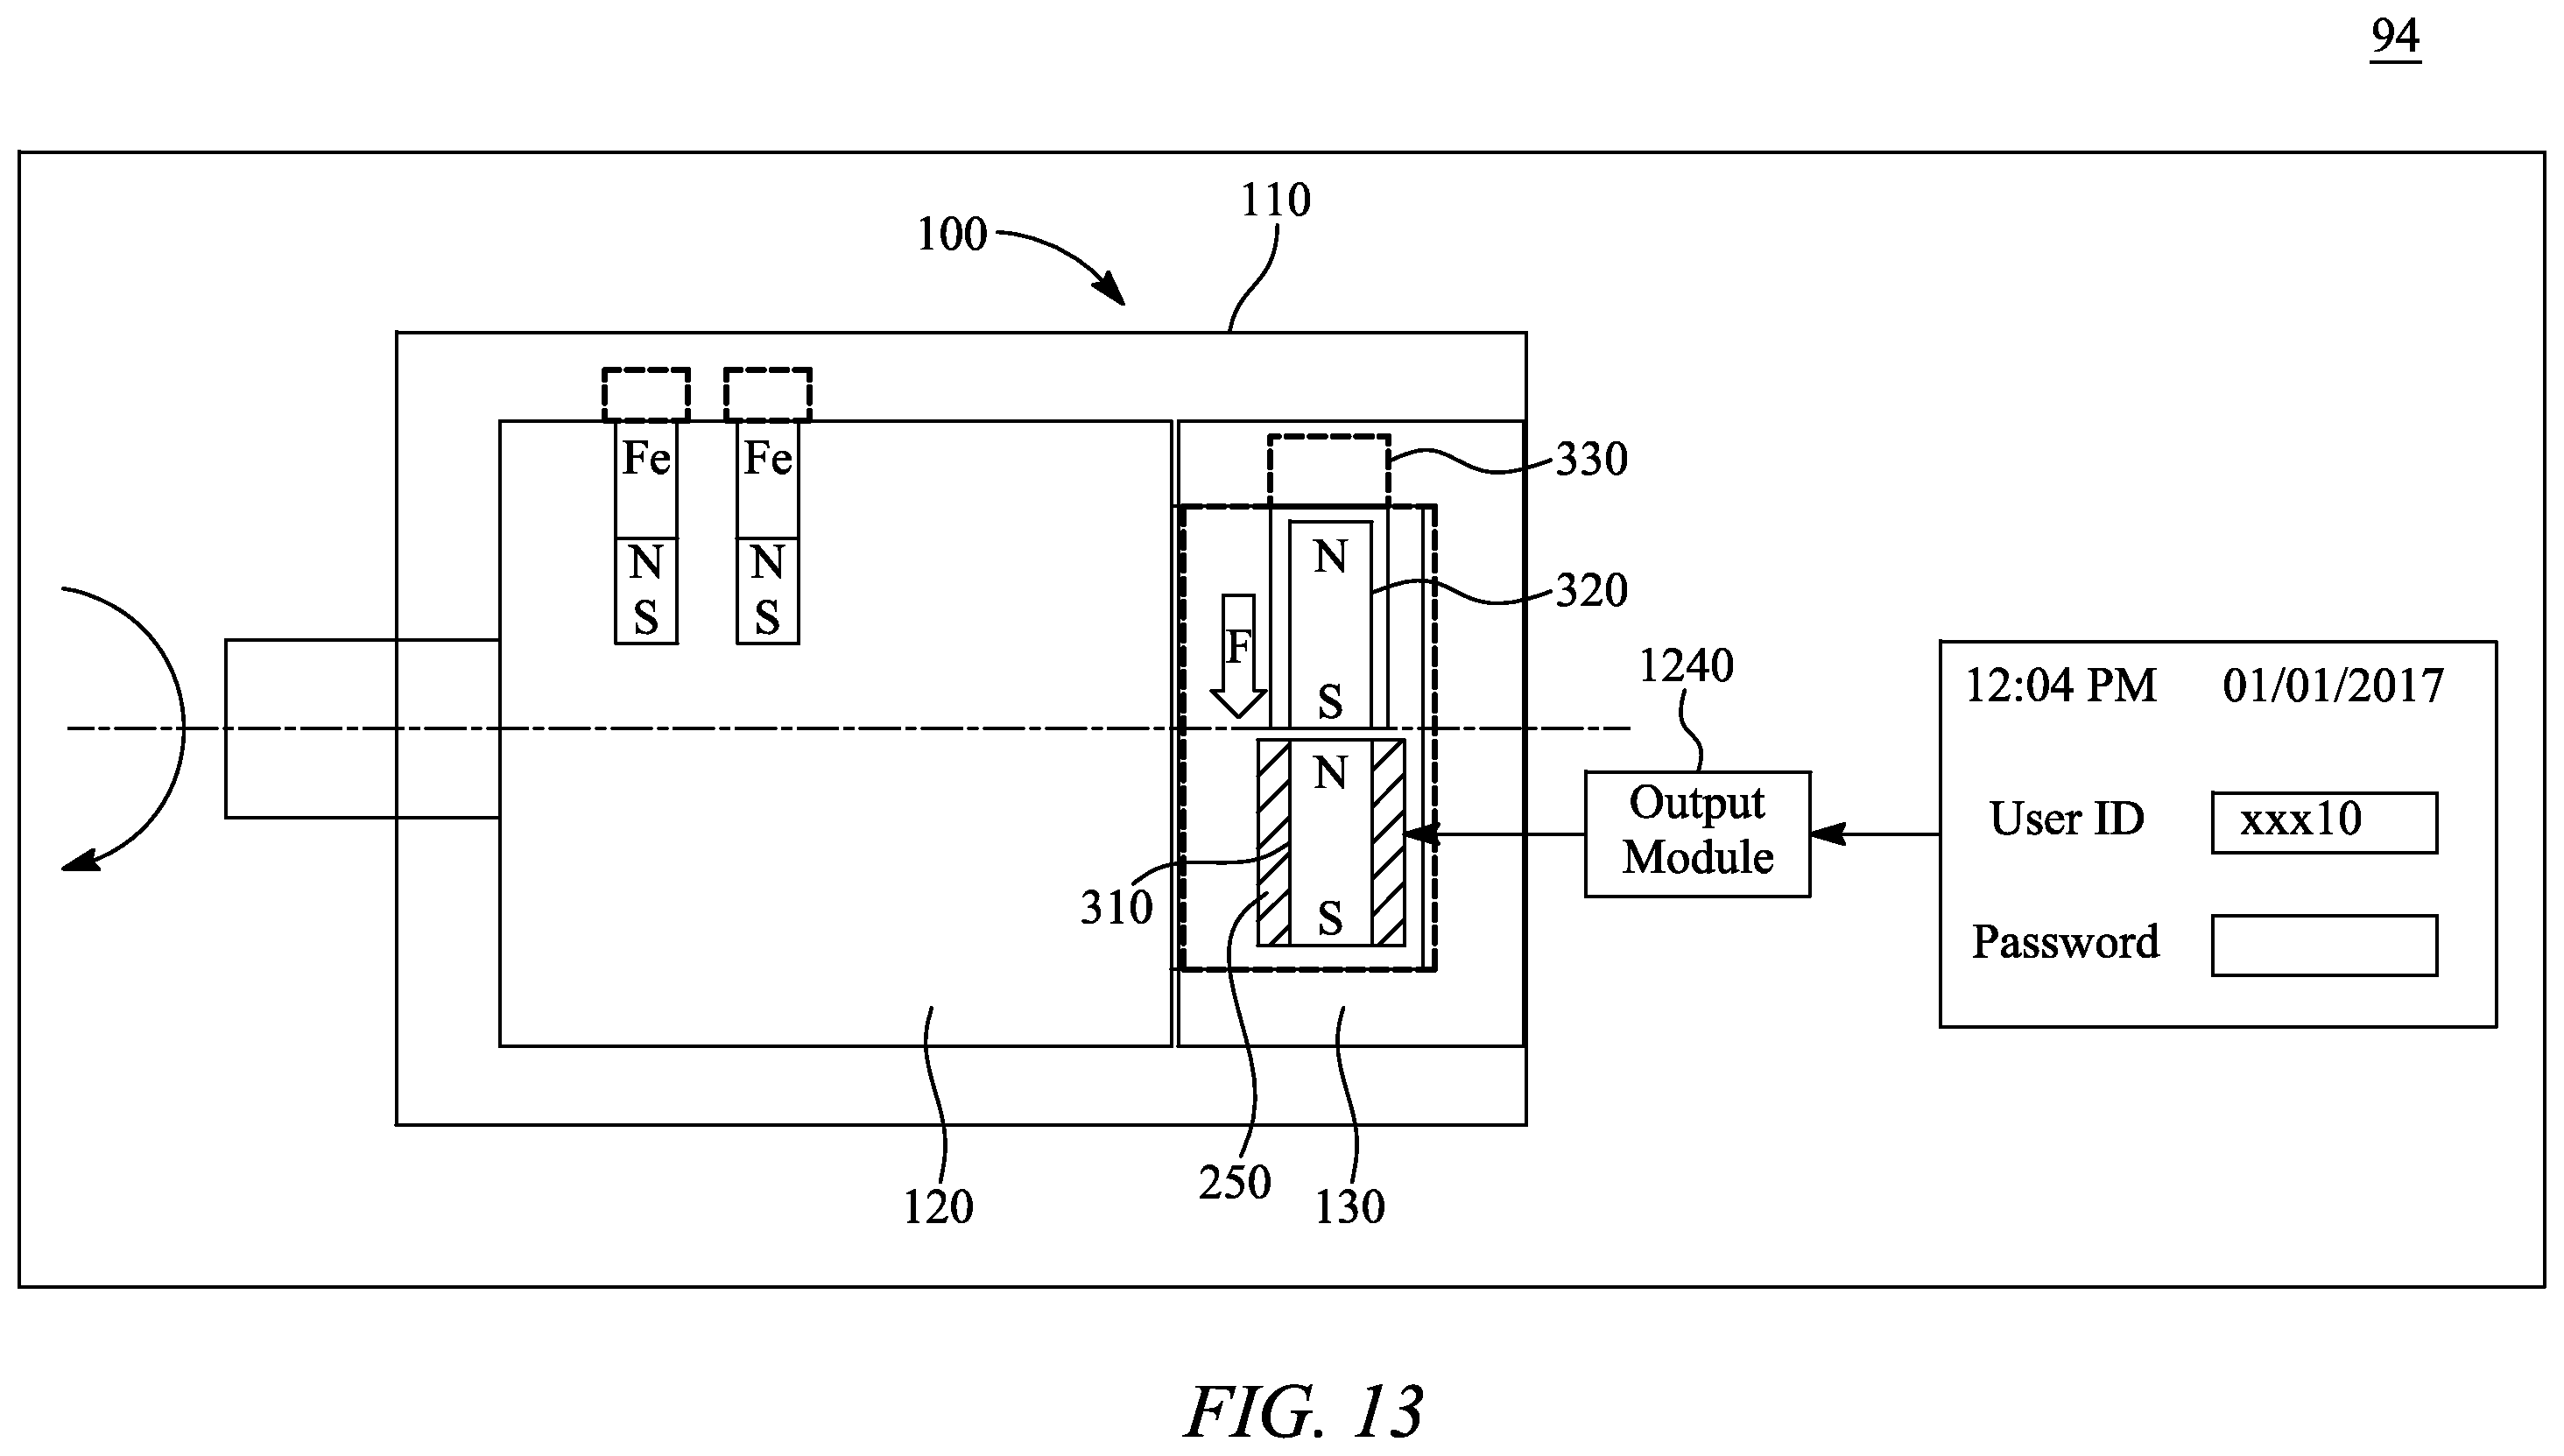 94
110
100
330
Fe Fe
N N
S S
N
320
F
S
1240
12:04 PM 01/01/2017
N
Output
Module
User ID xxx10
310
S
Password
250
120
130
FIG. 13